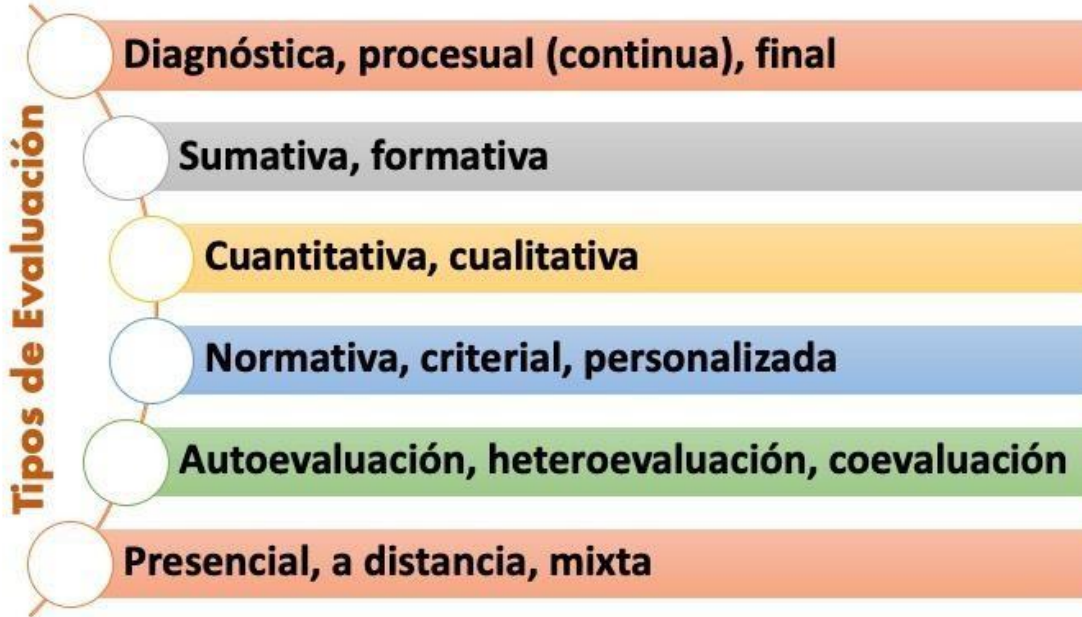 Tipos de Evaluación
Diagnóstica, procesual (continua), final
Sumativa, formativa
Cuantitativa, cualitativa
Normativa, criterial, personalizada
Autoevaluación, heteroevaluación, coevaluación
Presencial, a distancia, mixta